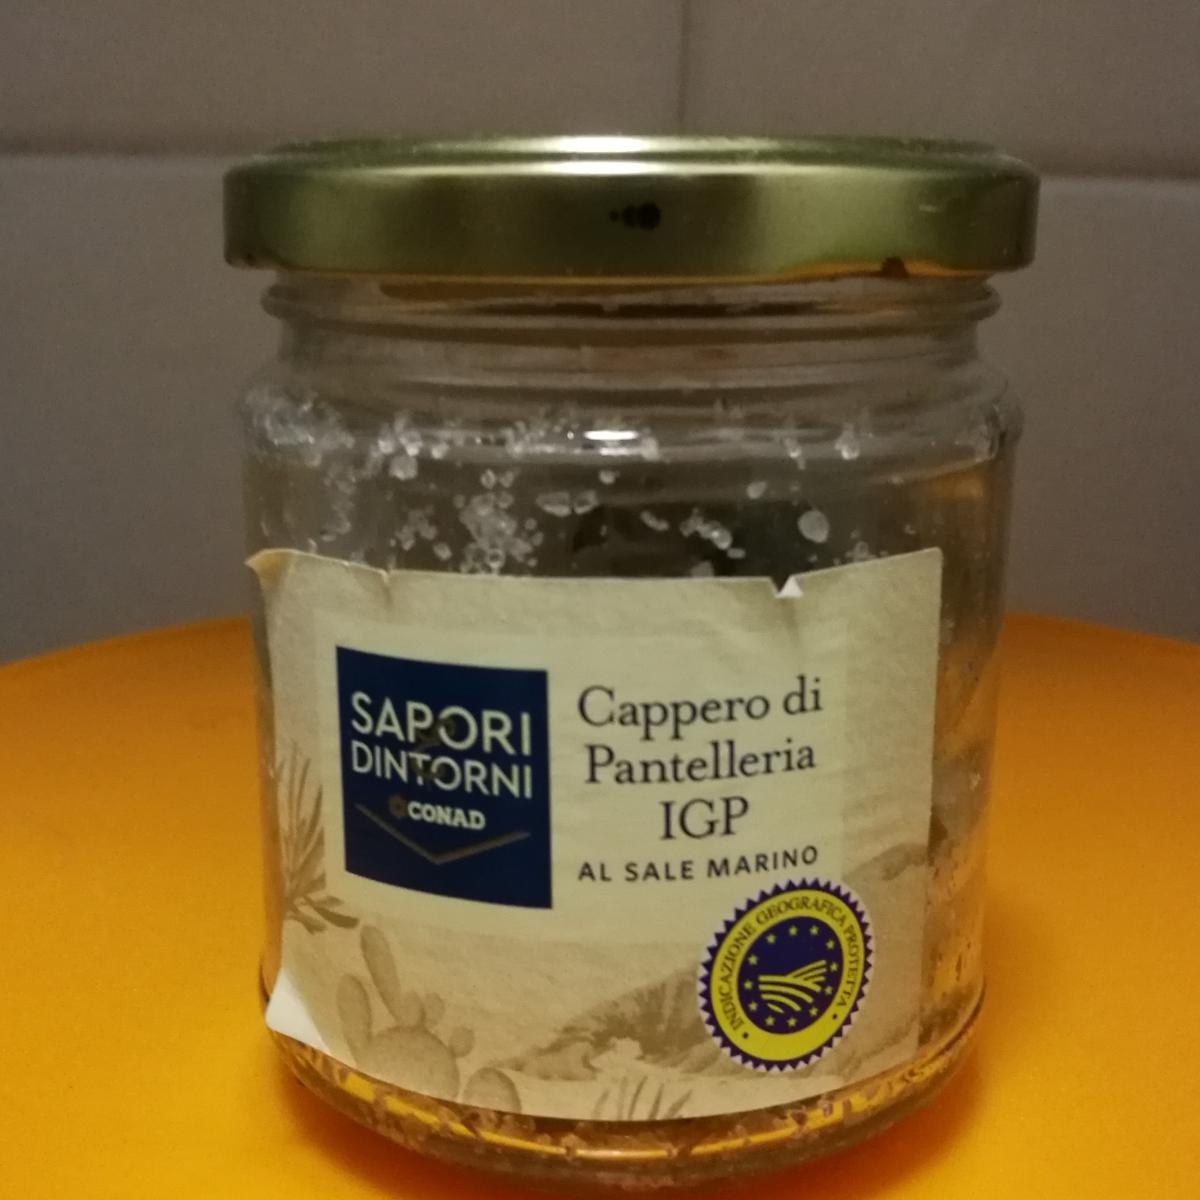 SAPORI
DINTORNI
CONAD
Cappero di
Pantelleria
IGP
AL SALE MARINO
INDICAZIONE GEOGRAFICA PROTETTA